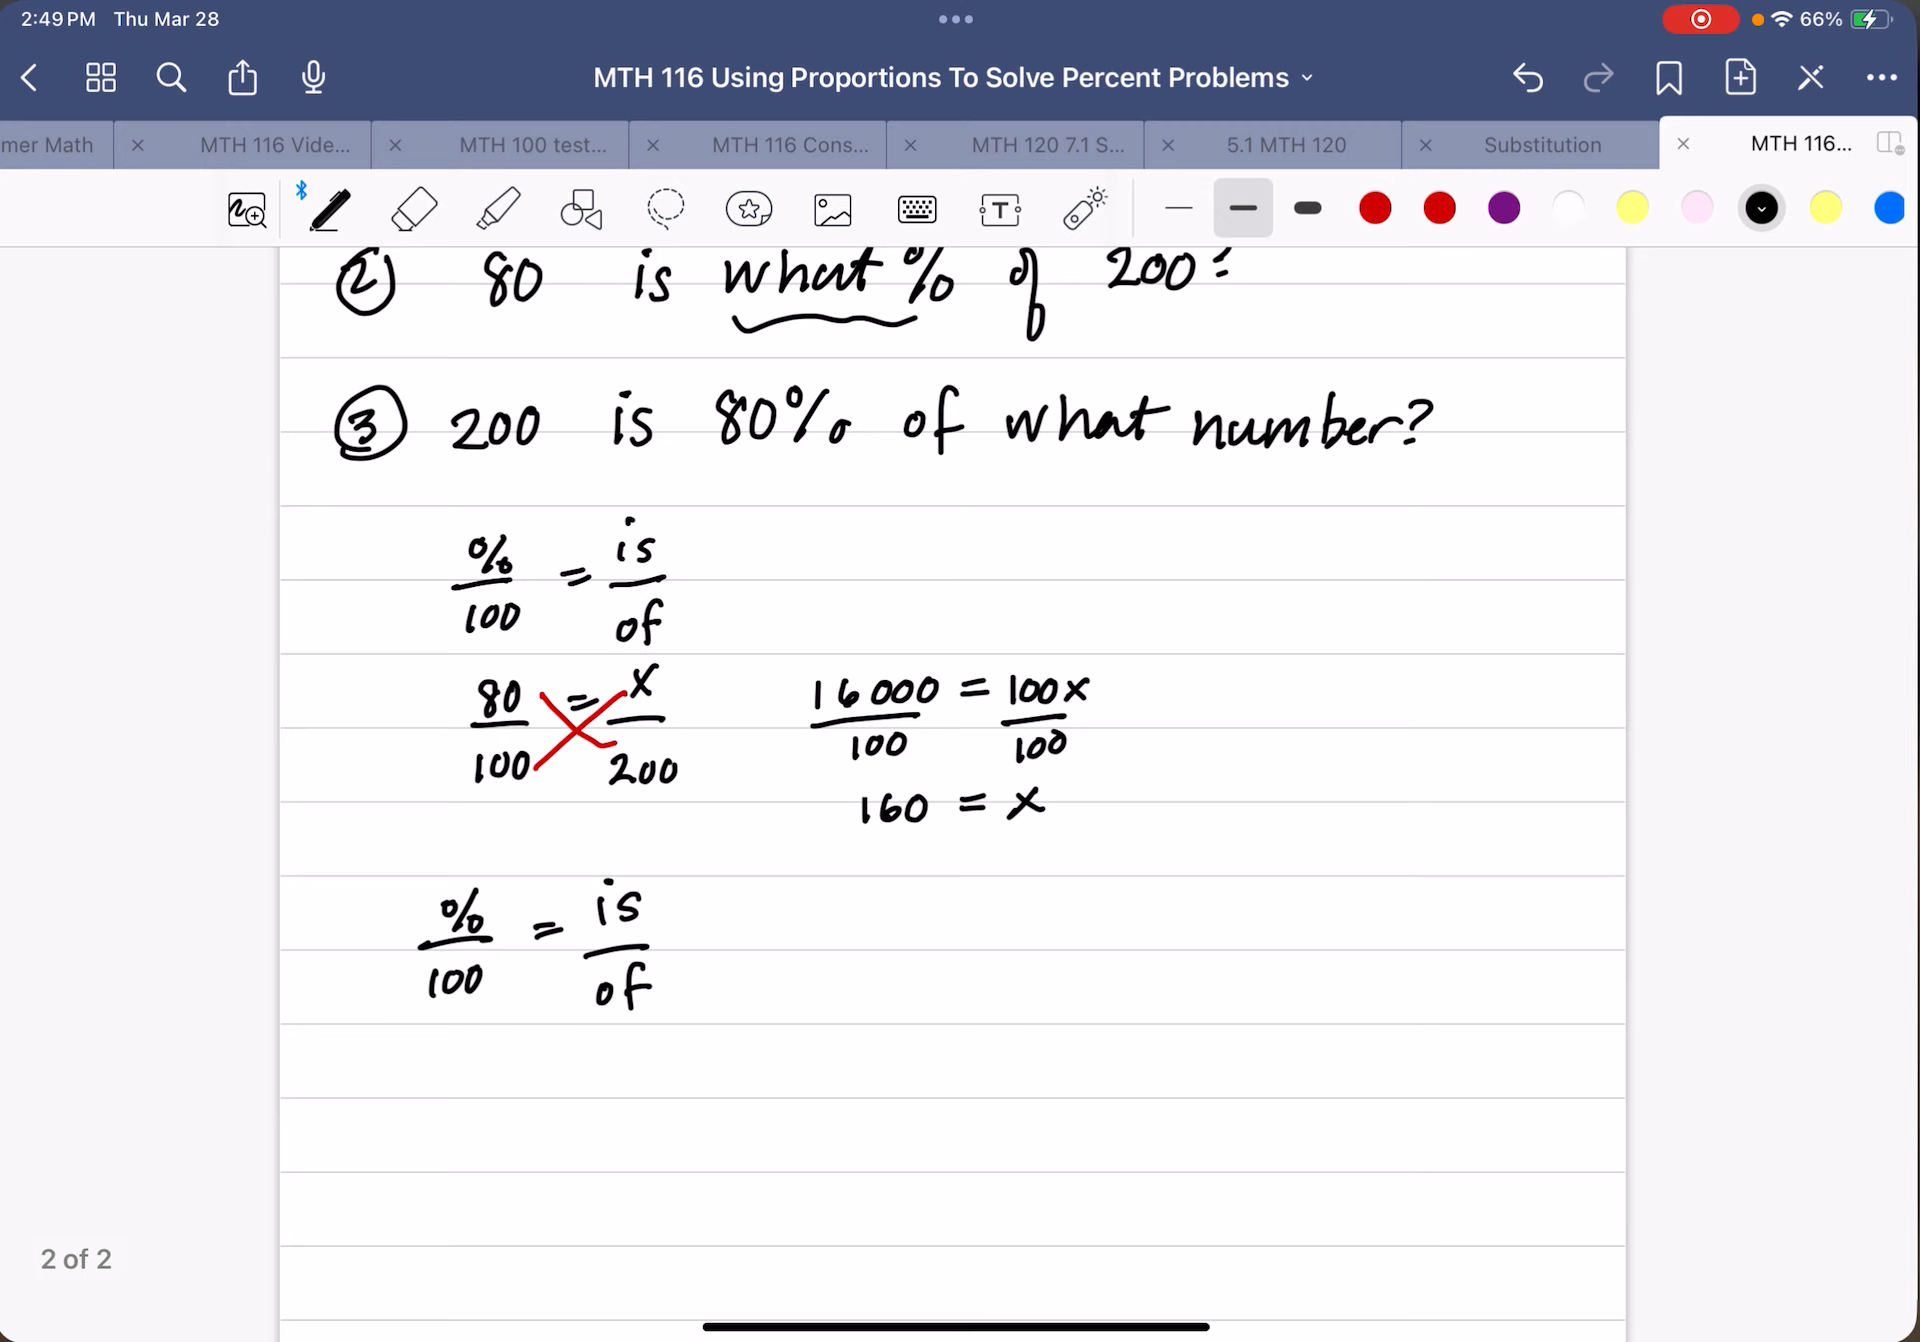 2:49 PM Thu Mar 28
66%
MTH 116 Using Proportions To Solve Percent Problems
mer Math
MTH 116 Vide...
MTH 100 test...
MTH 116 Cons...
MTH 120 7.1 S...
5.1 MTH 120
Substitution
MTH 116...
② 80 is what % of 200?
③ 200 is 80% of what number?
%/100 = is/of
80/100 = x/200
16000/100 = 100x/100
160 = x
%/100 = is/of
2 of 2